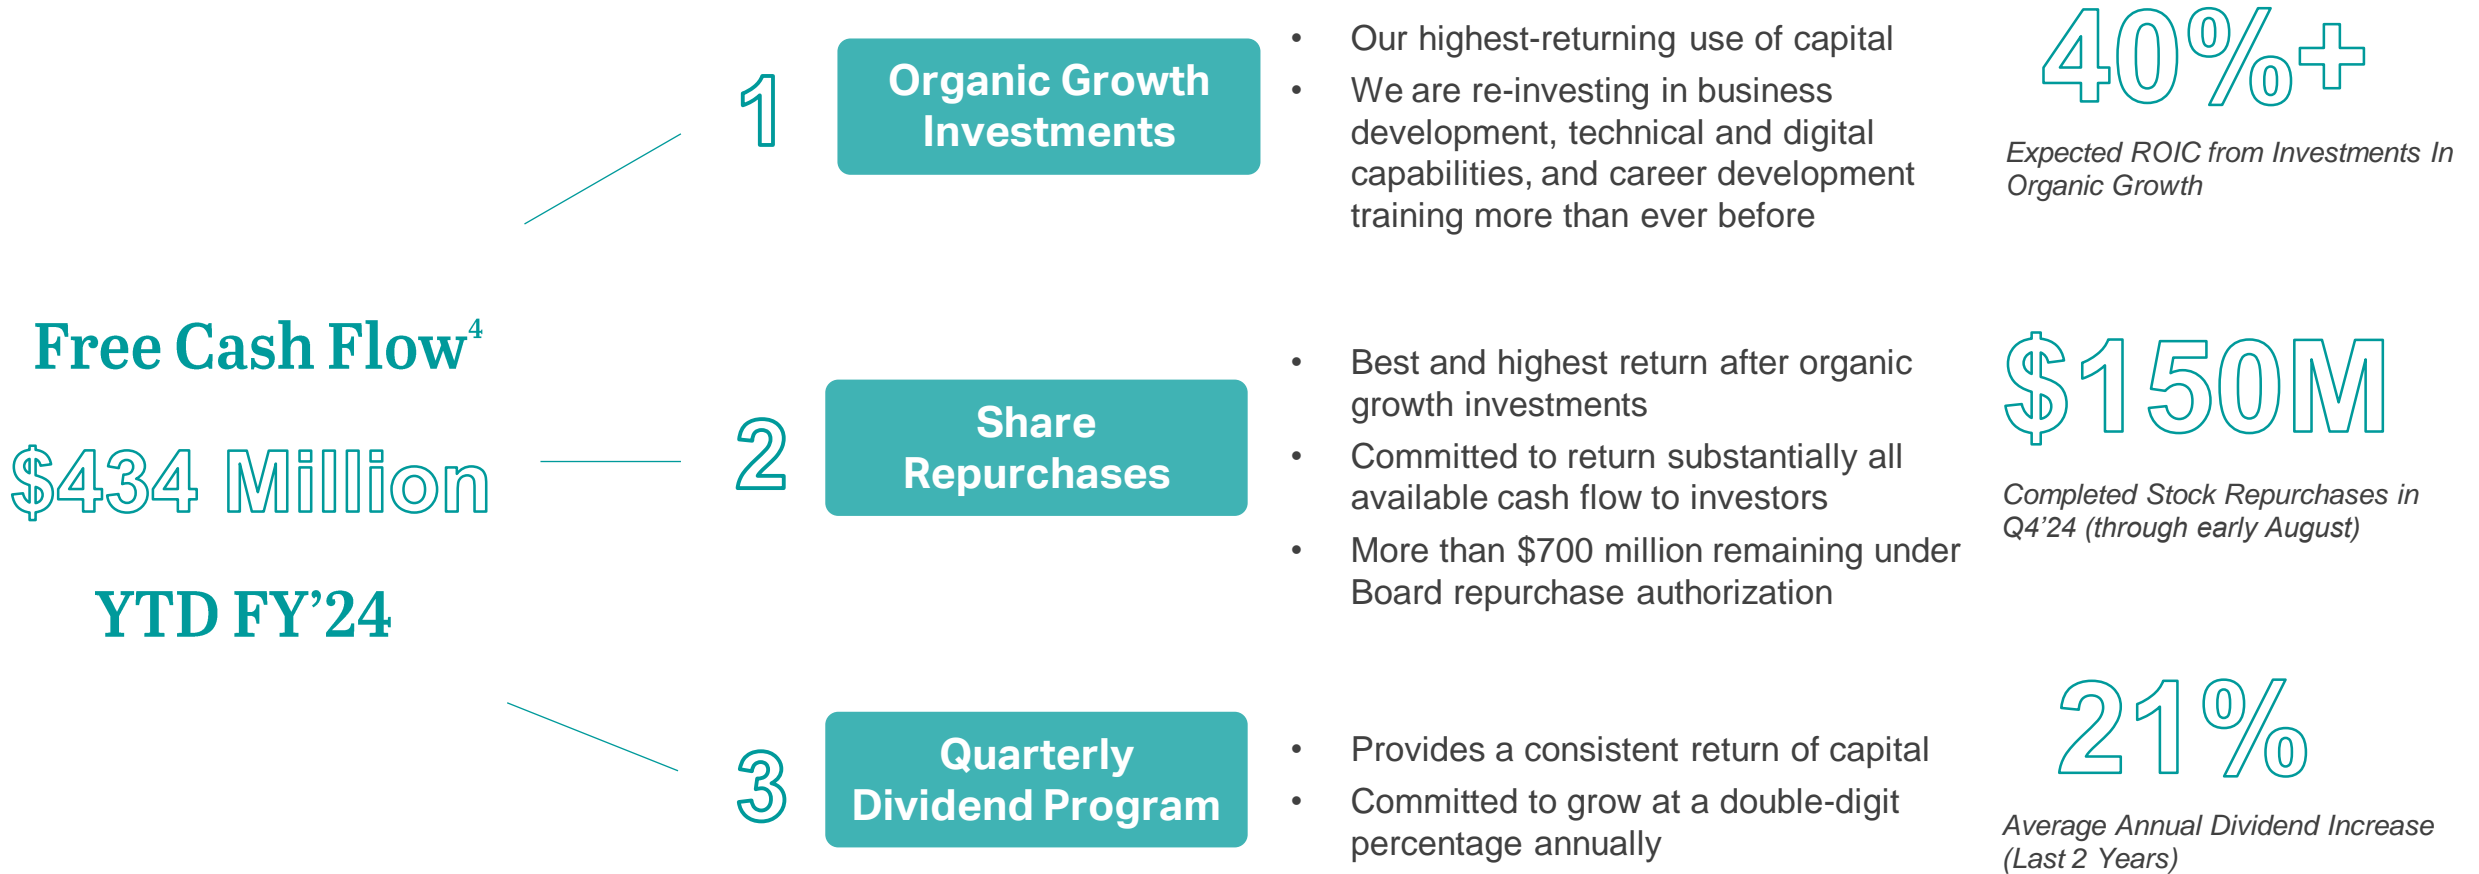 Free Cash Flow4
$434 Million
YTD FY’24
1
Organic Growth
Investments
• Our highest-returning use of capital
• We are re-investing in business
development, technical and digital
capabilities, and career development
training more than ever before
40%+
Expected ROIC from Investments In
Organic Growth
2
Share
Repurchases
• Best and highest return after organic
growth investments
• Committed to return substantially all
available cash flow to investors
• More than $700 million remaining under
Board repurchase authorization
$150M
Completed Stock Repurchases in
Q4’24 (through early August)
3
Quarterly
Dividend Program
• Provides a consistent return of capital
• Committed to grow at a double-digit
percentage annually
21%
Average Annual Dividend Increase
(Last 2 Years)